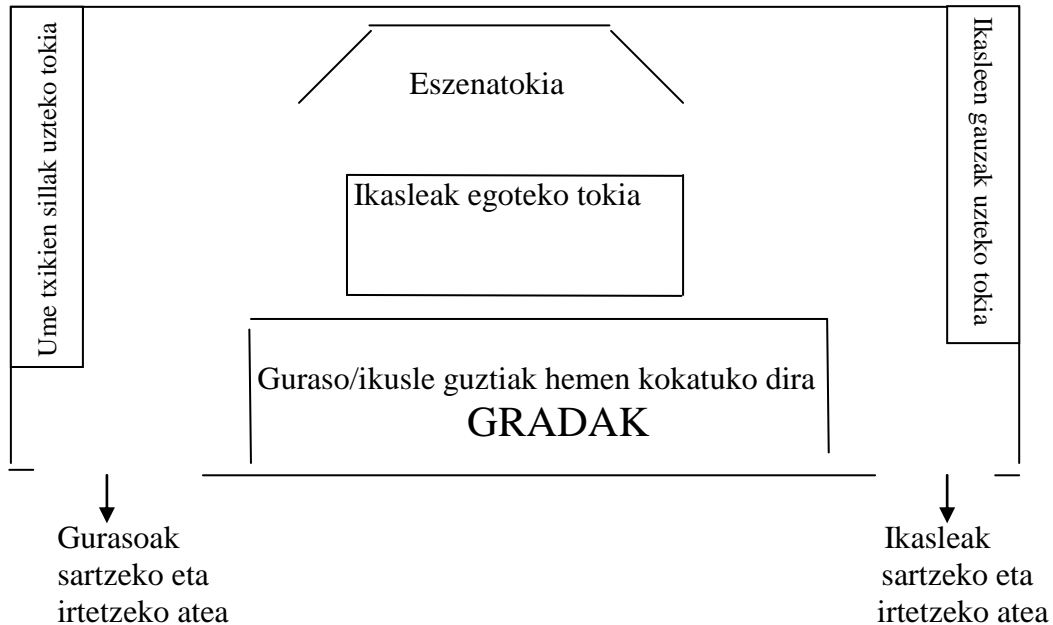 Ume txikien sillak uzteko tokia
Eszenatokia
Ikasleen gauzak uzteko tokia
Ikasleak egoteko tokia
Guraso/ikusle guztiak hemen kokatuko dira
GRADAK
Gurasoak
sartzeko eta
irtetzeko atea
Ikasleak
sartzeko eta
irtetzeko atea